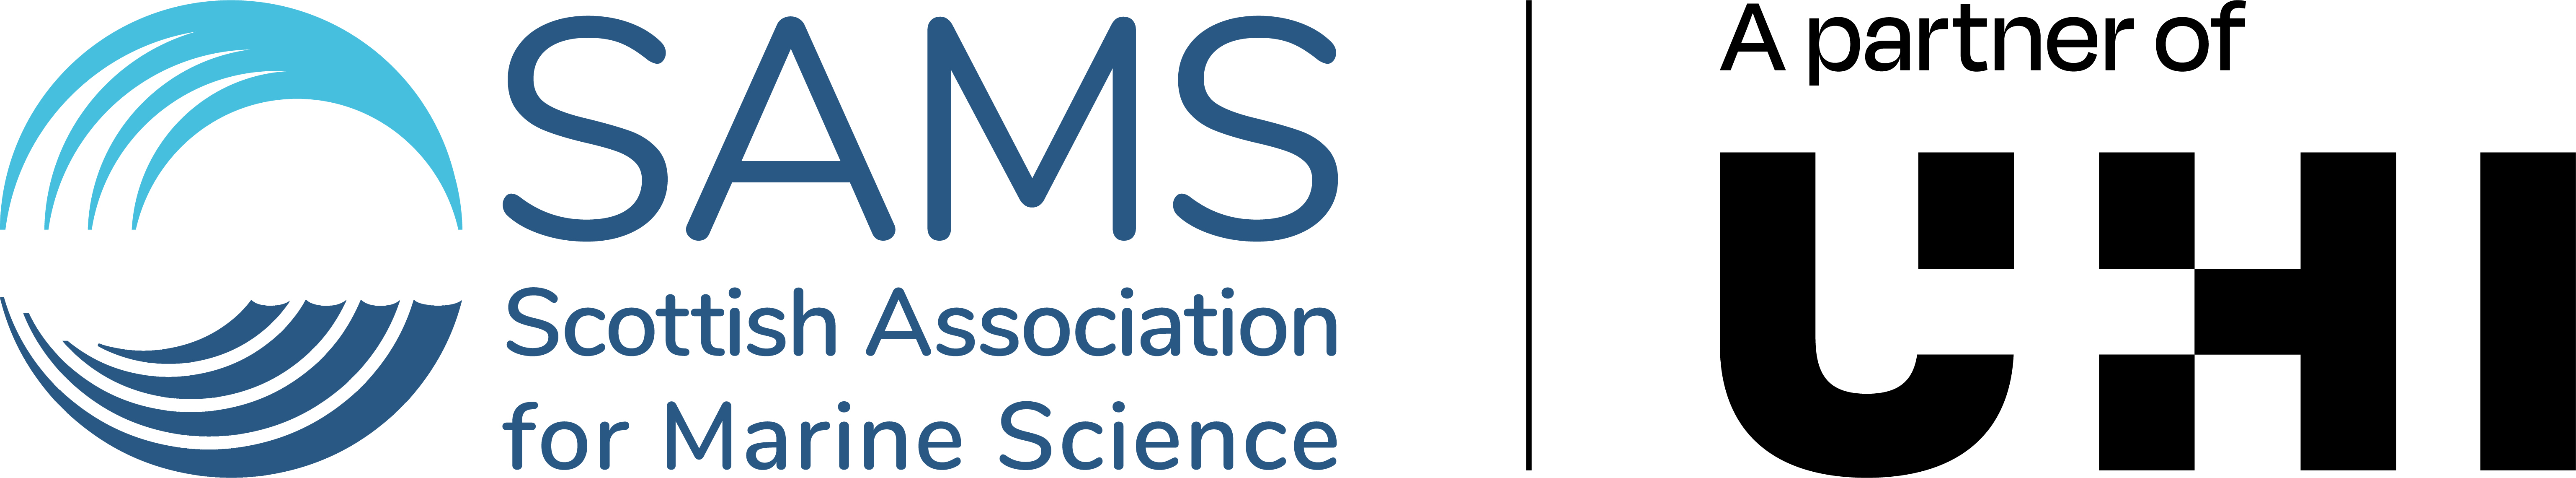 SAMS
Scottish Association
for Marine Science
A partner of
UHI